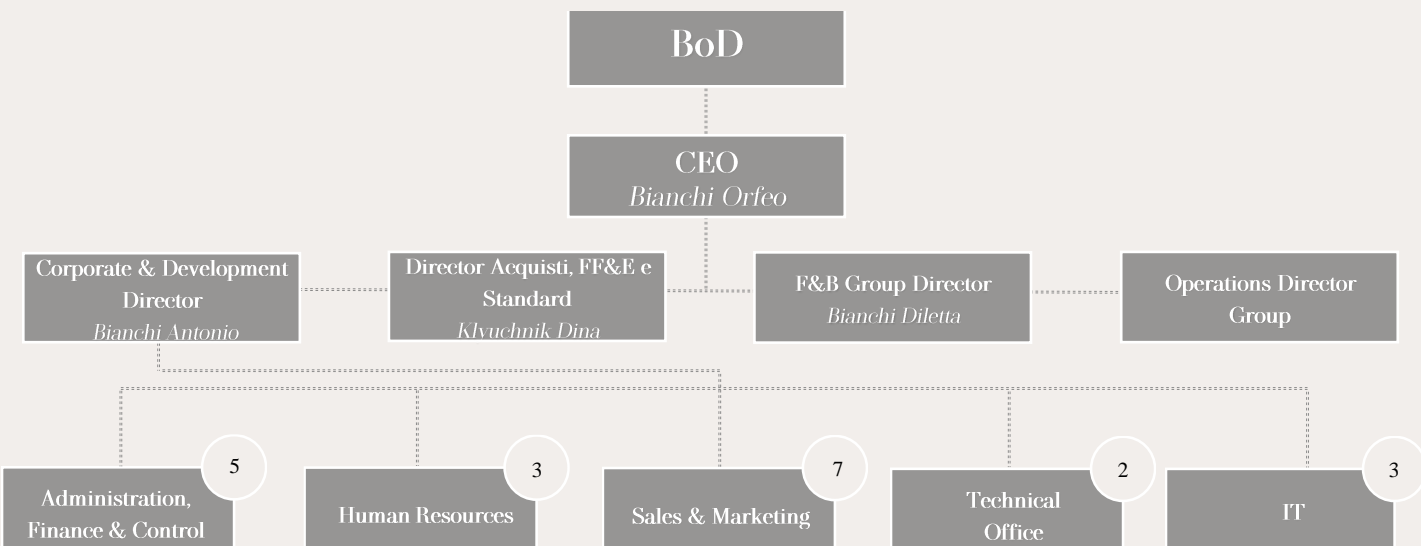 BoD
CEO
Bianchi Orfeo
Corporate & Development
Director
Bianchi Antonio
Director Acquisti, FF&E e
Standard
Klyuchnik Dina
F&B Group Director
Bianchi Diletta
Operations Director
Group
5
Administration,
Finance & Control
3
Human Resources
7
Sales & Marketing
2
Technical
Office
3
IT